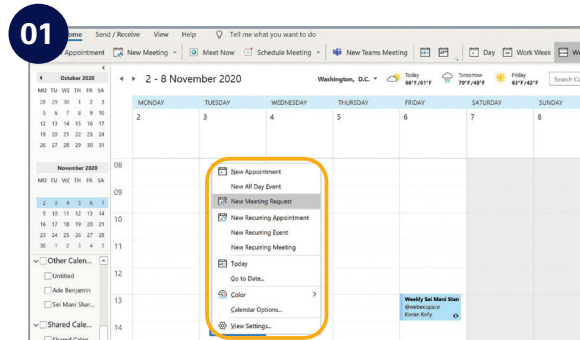 01
ome Send / Receive View Help Tell me what you want to do
Appointment New Meeting Meet Now Schedule Meeting New Teams Meeting Day Work Week We
October 2020
MO TU WE TH FR SA
28 29 30 1 2 3
5 6 7 8 9 10
12 13 14 15 16 17
19 20 21 22 23 24
26 27 28 29 30 31
November 2020
MO TU WE TH FR SA
2 3 4 5 6 7
9 10 11 12 13 14
16 17 18 19 20 21
23 24 25 26 27 28
30 1 2 3 4 5
Other Calen...
Untitled
Ade Benjamin
Sei Mani Shar...
Shared Cale...
2 - 8 November 2020 Washington, D.C. Today 66°F/61°F Tomorrow 70°F/48°F Friday 63°F/42°F Search Ca
MONDAY TUESDAY WEDNESDAY THURSDAY FRIDAY SATURDAY SUNDAY
2 3 4 5 6 7 8
08
09
10
11
12
13
14
New Appointment
New All Day Event
New Meeting Request
New Recurring Appointment
New Recurring Event
New Recurring Meeting
Today
Go to Date...
Color
Calendar Options...
View Settings...
Weekly Sei Mani Stan
@webex:space
Kieran Kelly